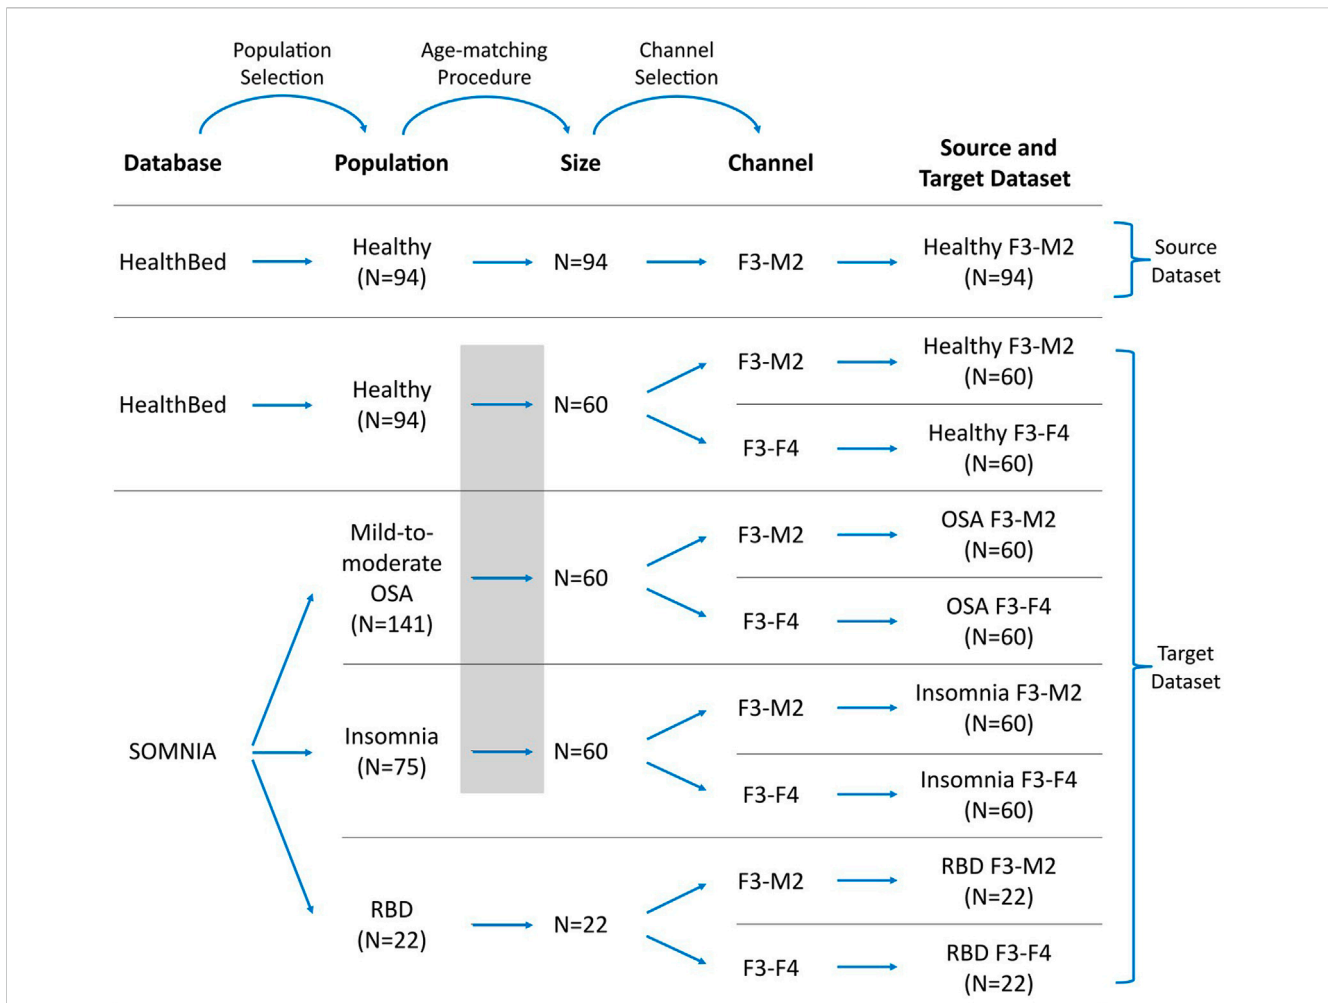 Population
Selection
Age-matching
Procedure
Channel
Selection
Database
Population
Size
Channel
Source and
Target Dataset
HealthBed
Healthy
(N=94)
N=94
F3-M2
Healthy F3-M2
(N=94)
Source
Dataset
HealthBed
Healthy
(N=94)
N=60
F3-M2
Healthy F3-M2
(N=60)
F3-F4
Healthy F3-F4
(N=60)
SOMNIA
Mild-to-
moderate
OSA
(N=141)
N=60
F3-M2
OSA F3-M2
(N=60)
F3-F4
OSA F3-F4
(N=60)
Insomnia
(N=75)
N=60
F3-M2
Insomnia F3-M2
(N=60)
F3-F4
Insomnia F3-F4
(N=60)
RBD
(N=22)
N=22
F3-M2
RBD F3-M2
(N=22)
F3-F4
RBD F3-F4
(N=22)
Target
Dataset